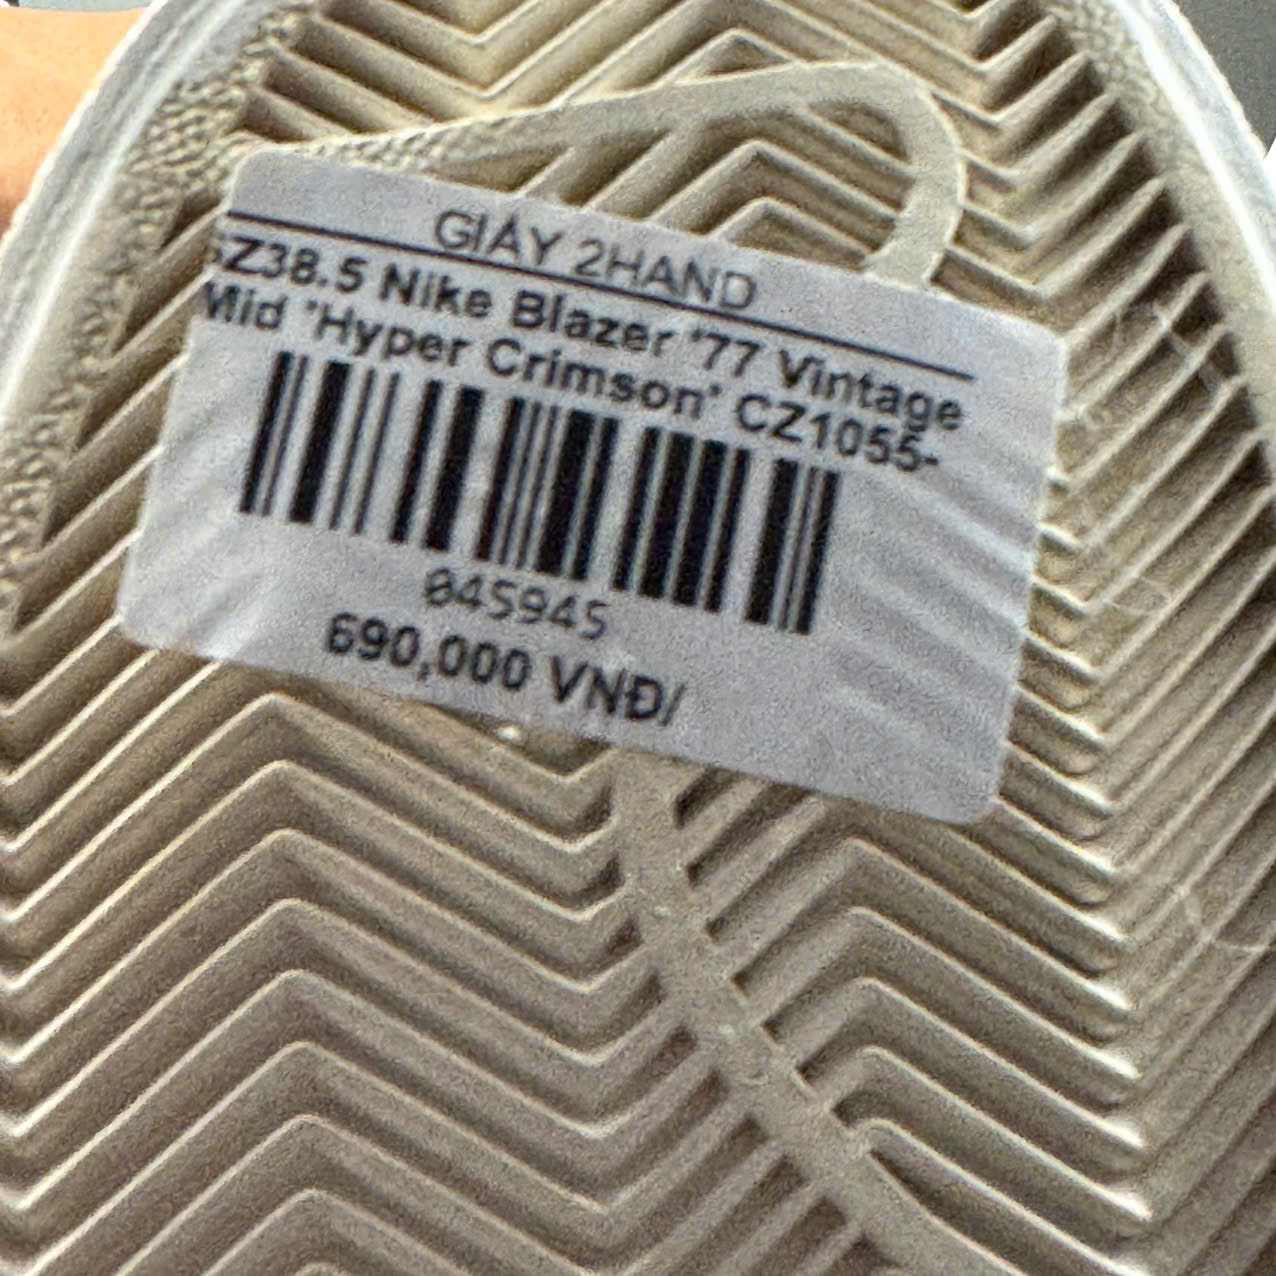 GIÀY 2HAND
SZ38.5 Nike Blazer '77 Vintage
Mid 'Hyper Crimson' CZ1055-
845945
690,000 VNĐ/